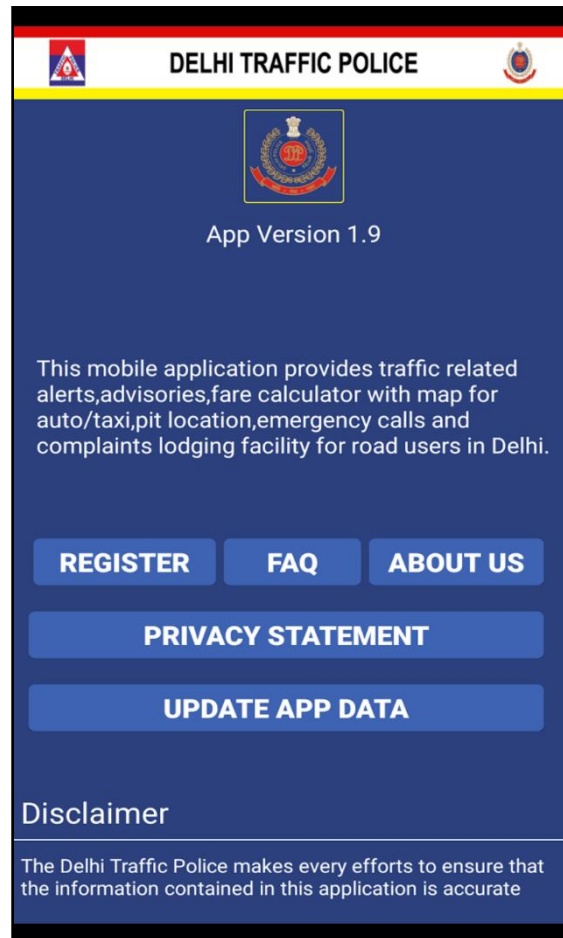 DELHI TRAFFIC POLICE
App Version 1.9
This mobile application provides traffic related
alerts,advisories,fare calculator with map for
auto/taxi,pit location,emergency calls and
complaints lodging facility for road users in Delhi.
REGISTER FAQ ABOUT US
PRIVACY STATEMENT
UPDATE APP DATA
Disclaimer
The Delhi Traffic Police makes every efforts to ensure that
the information contained in this application is accurate